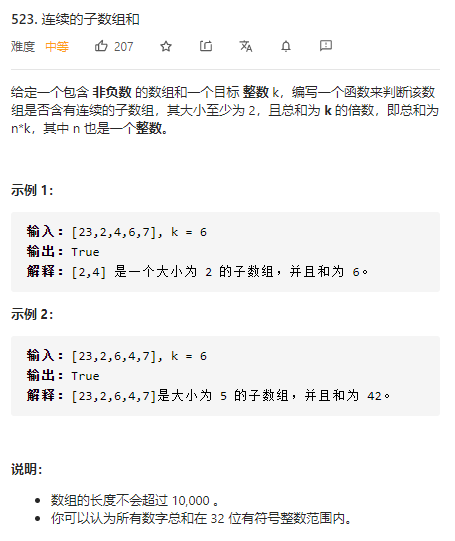 523. 连续的子数组和
难度 中等 207
给定一个包含 非负数 的数组和一个目标 整数 k，编写一个函数来判断该数
组是否含有连续的子数组，其大小至少为 2，且总和为 k 的倍数，即总和为
n*k，其中 n 也是一个整数。
示例 1：
输入：[23,2,4,6,7], k = 6
输出：True
解释：[2,4] 是一个大小为 2 的子数组，并且和为 6。
示例 2：
输入：[23,2,6,4,7], k = 6
输出：True
解释：[23,2,6,4,7]是大小为 5 的子数组，并且和为 42。
说明：
• 数组的长度不会超过 10,000 。
• 你可以认为所有数字总和在 32 位有符号整数范围内。